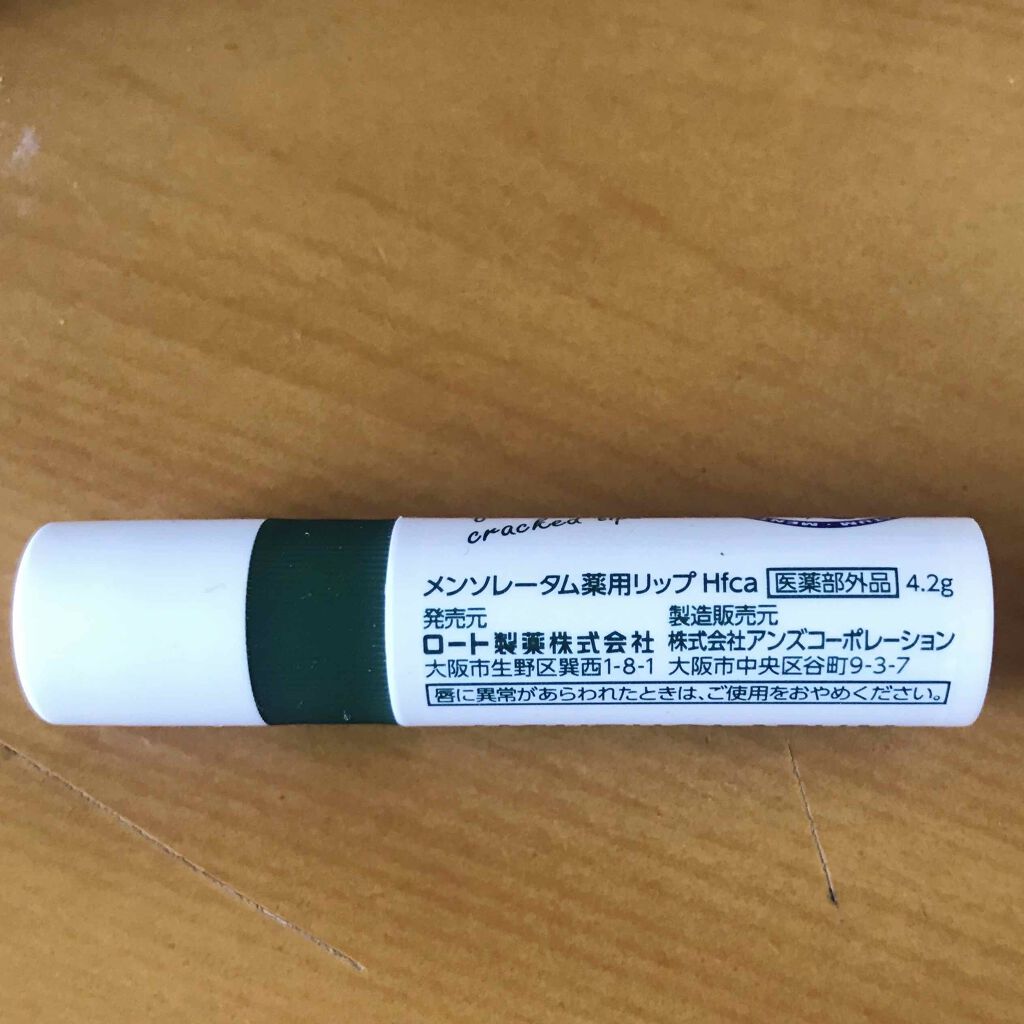 cracked
UM・MEN
メンソレータム薬用リップ Hfca 医薬部外品 4.2g
発売元
ロート製薬株式会社
大阪市生野区巽西1-8-1
製造販売元
株式会社アンズコーポレーション
大阪市中央区谷町9-3-7
唇に異常があらわれたときは、ご使用をおやめください。